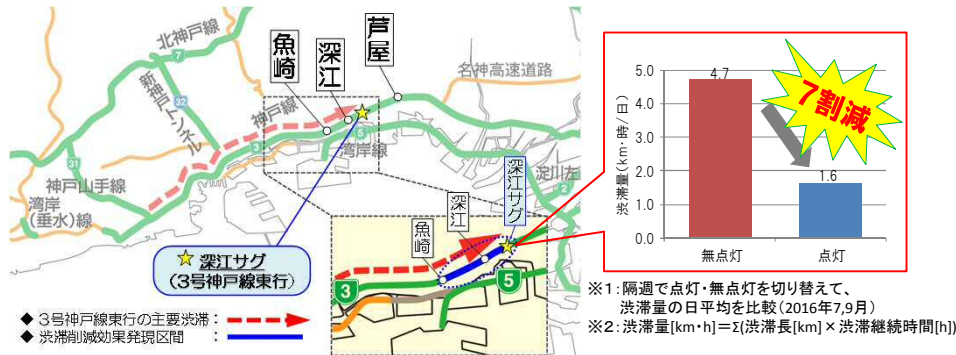 北神戸線
7
新神戸トンネル
32
神戸線
魚崎
深江
芦屋
名神高速道路
3
5
湾岸線
31
神戸山手線
湾岸
(垂水)線
淀川左
2
深江サグ
深江
魚崎
3
5
☆ 深江サグ
(3号神戸線東行)
◆ 3号神戸線東行の主要渋滞:
◆ 渋滞削減効果発現区間 :
渋滞量(km・時/日)
5.0
4.0
3.0
2.0
1.0
0.0
4.7
1.6
7割減
無点灯
点灯
※1:隔週で点灯・無点灯を切り替えて、
渋滞量の日平均を比較(2016年7,9月)
※2:渋滞量[km・h]=Σ(渋滞長[km]×渋滞継続時間[h])